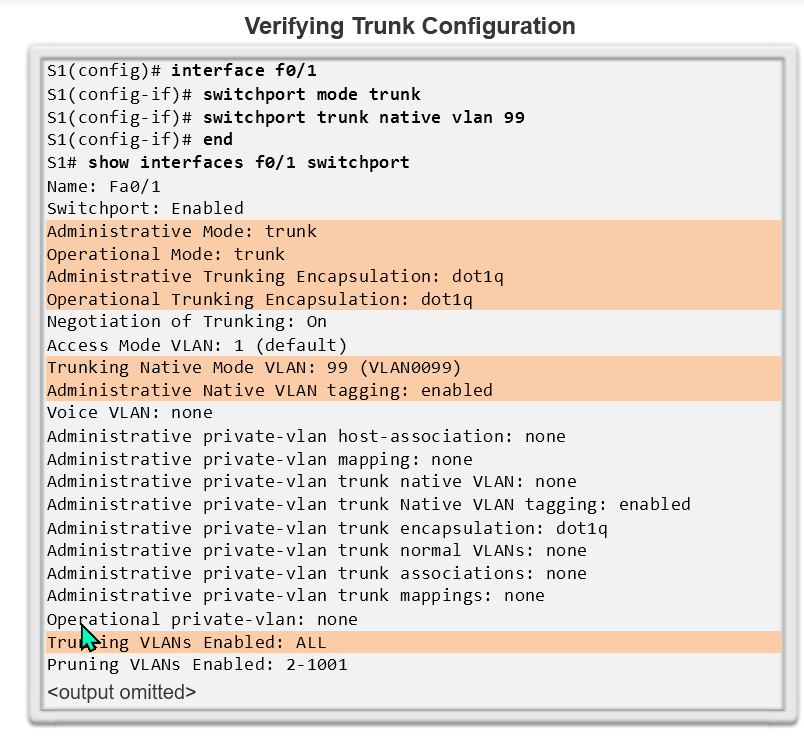 Verifying Trunk Configuration
S1(config)# interface f0/1
S1(config-if)# switchport mode trunk
S1(config-if)# switchport trunk native vlan 99
S1(config-if)# end
S1# show interfaces f0/1 switchport
Name: Fa0/1
Switchport: Enabled
Administrative Mode: trunk
Operational Mode: trunk
Administrative Trunking Encapsulation: dot1q
Operational Trunking Encapsulation: dot1q
Negotiation of Trunking: On
Access Mode VLAN: 1 (default)
Trunking Native Mode VLAN: 99 (VLAN0099)
Administrative Native VLAN tagging: enabled
Voice VLAN: none
Administrative private-vlan host-association: none
Administrative private-vlan mapping: none
Administrative private-vlan trunk native VLAN: none
Administrative private-vlan trunk Native VLAN tagging: enabled
Administrative private-vlan trunk encapsulation: dot1q
Administrative private-vlan trunk normal VLANs: none
Administrative private-vlan trunk associations: none
Administrative private-vlan trunk mappings: none
Operational private-vlan: none
Trunking VLANs Enabled: ALL
Pruning VLANs Enabled: 2-1001
<output omitted>